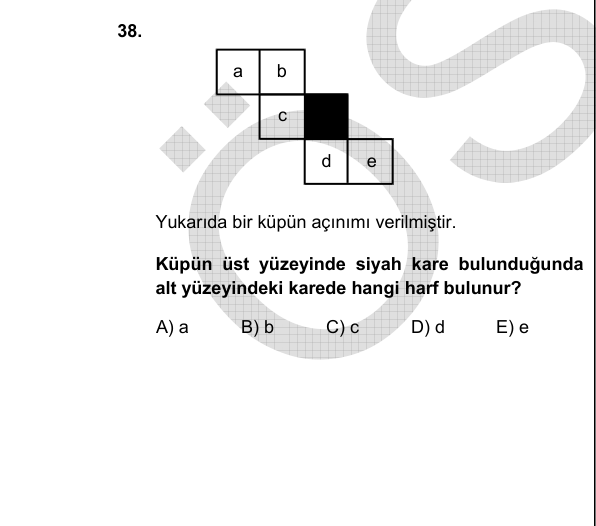 38.
a b
c
d e
Yukarıda bir küpün açınımı verilmiştir.
Küpün üst yüzeyinde siyah kare bulunduğunda
alt yüzeyindeki karede hangi harf bulunur?
A) a B) b C) c D) d E) e